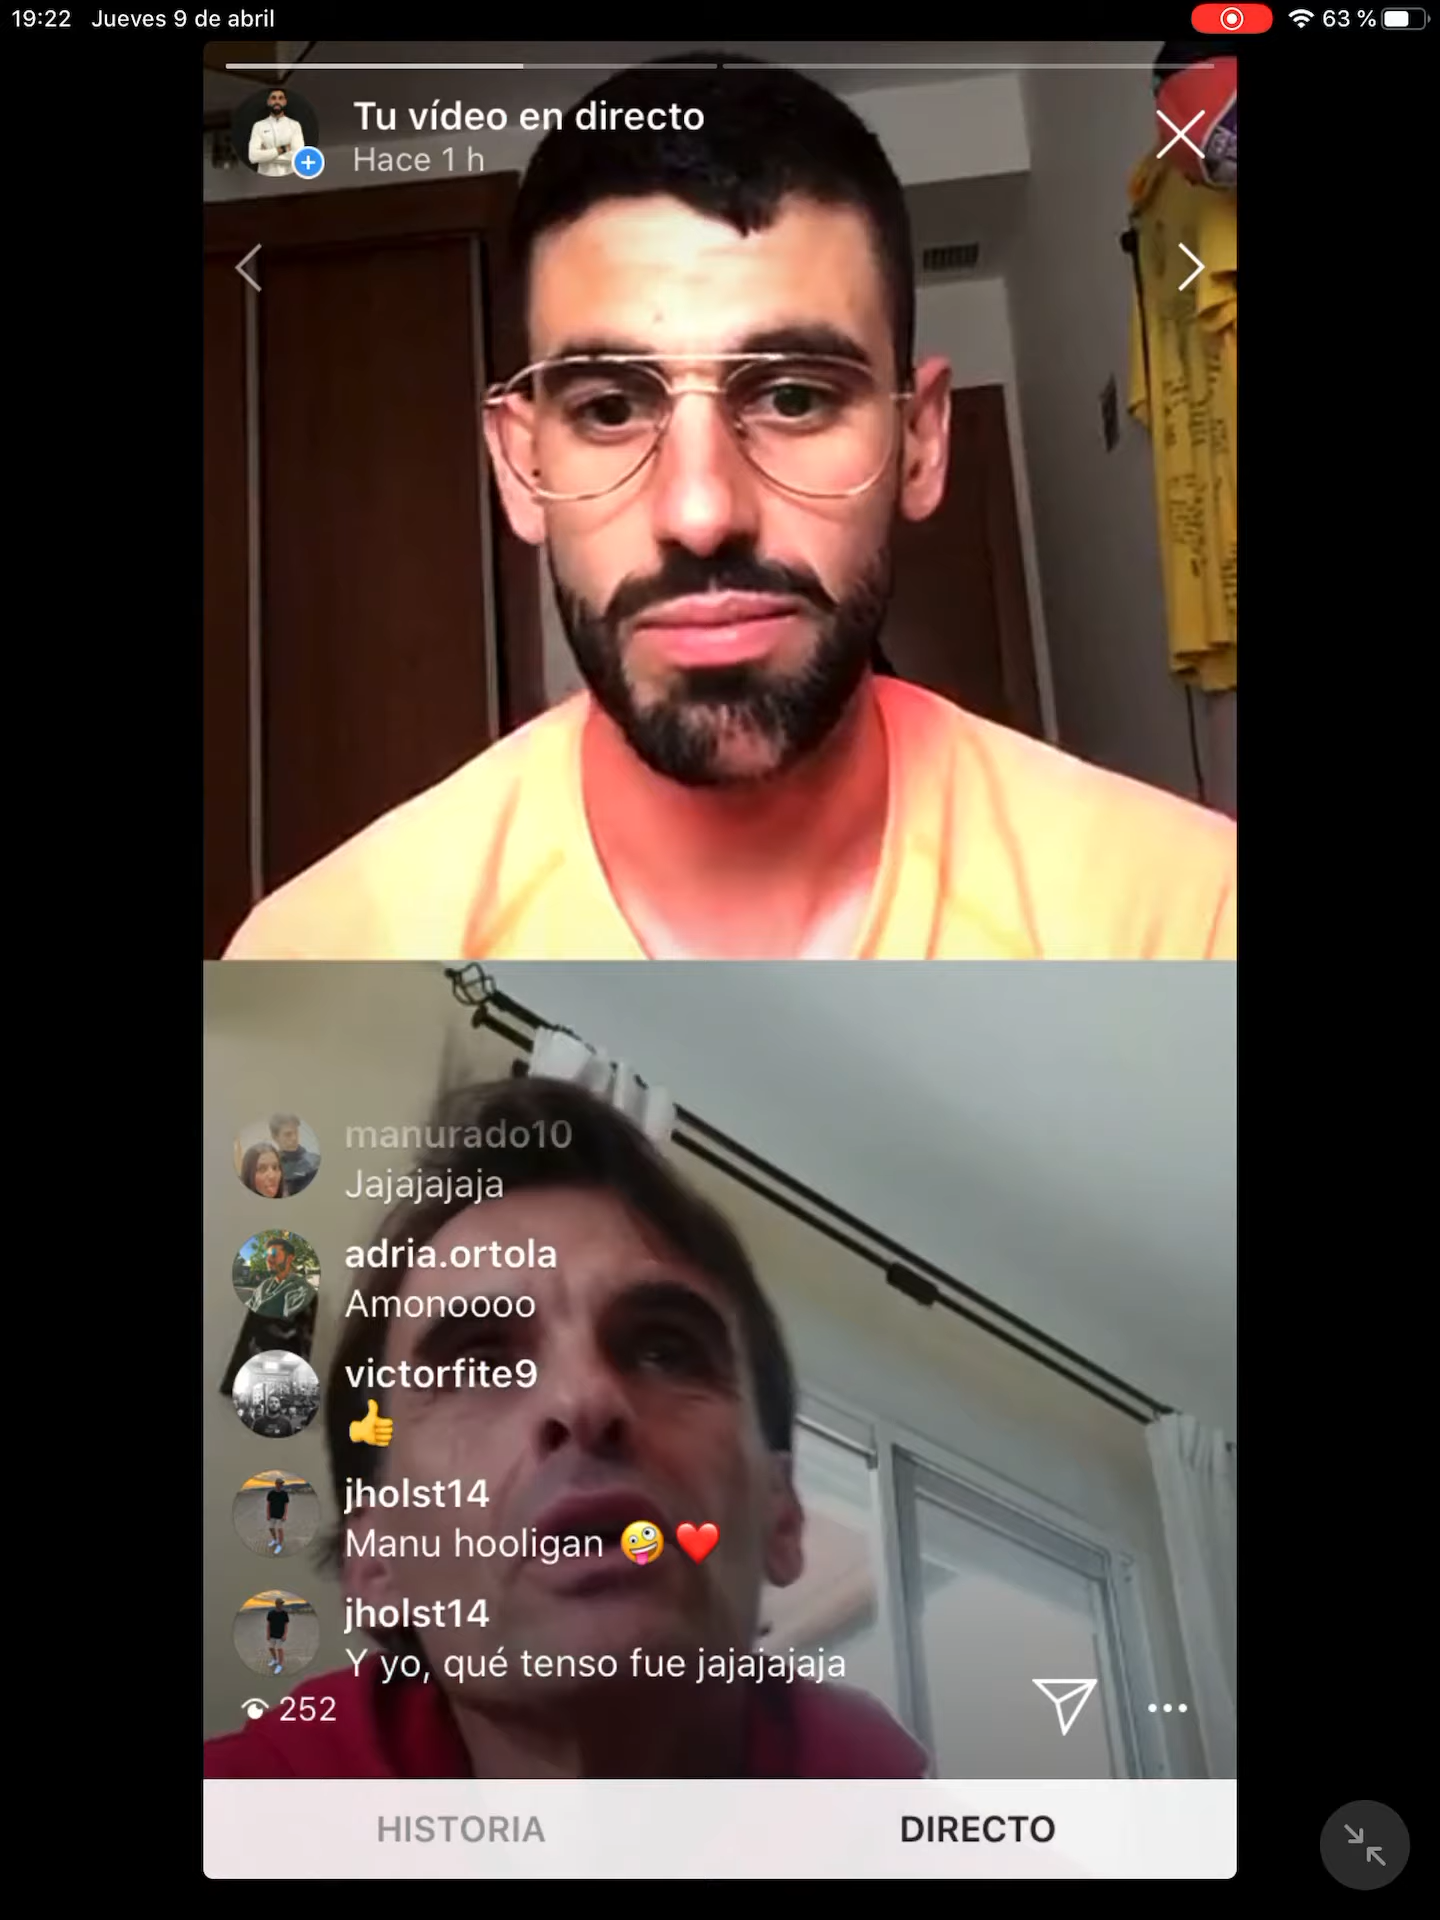 19:22 Jueves 9 de abril
63 %
Tu vídeo en directo
Hace 1 h
manurado10
Jajajajaja
adria.ortola
Amonoooo
victorfite9
👍
jholst14
Manu hooligan 🤪❤️
jholst14
Y yo, qué tenso fue jajajajaja
252
HISTORIA
DIRECTO